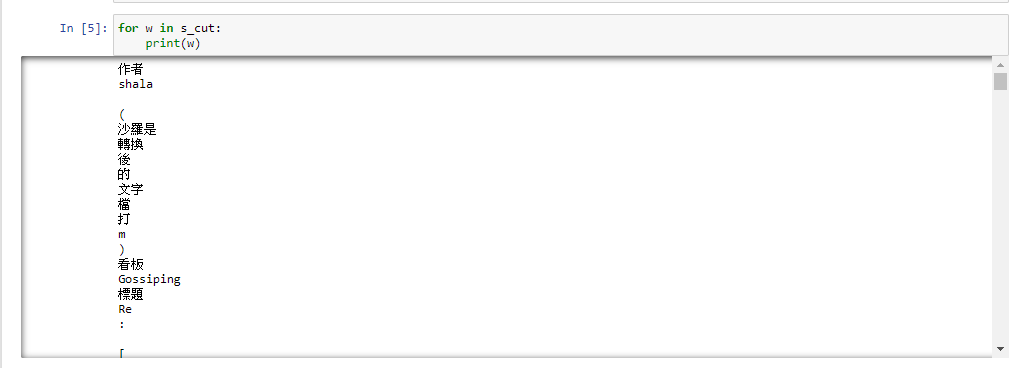 In [5]: for w in s_cut:
print(w)
作者
shala
(
沙羅是
轉換
後
的
文字
檔
打
m
)
看板
Gossiping
標題
Re
:
[